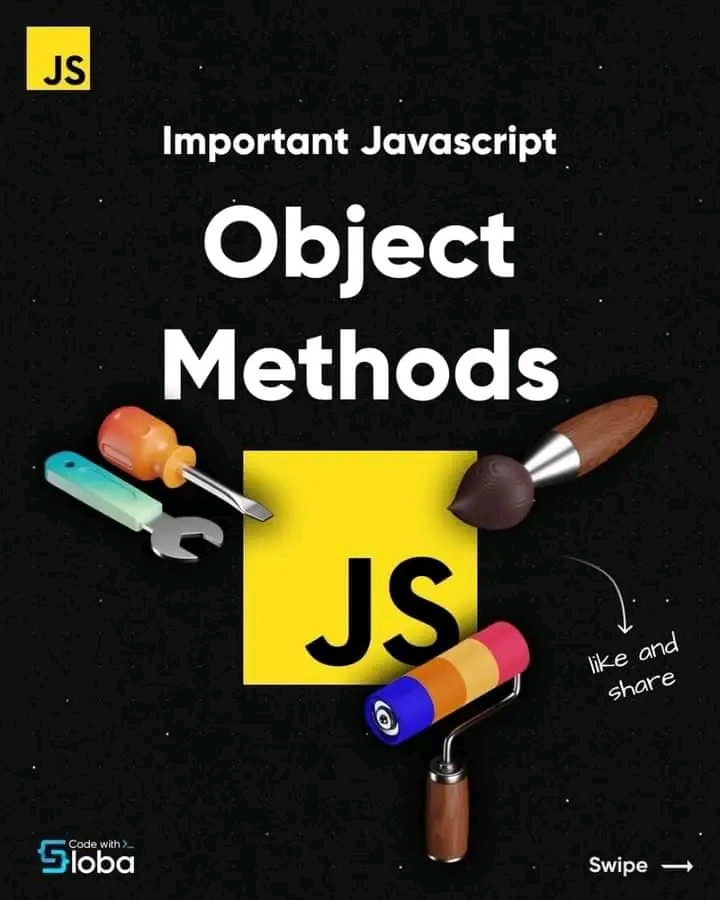 JS
Important Javascript
Object
Methods
JS
like and
share
Code with >_
Sloba
Swipe